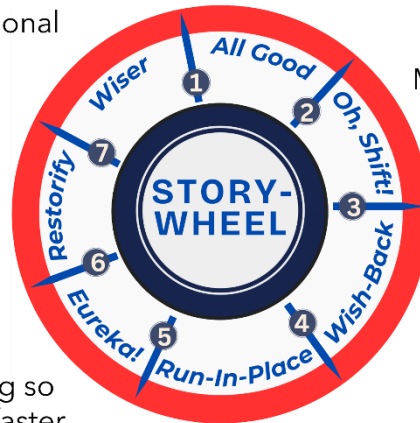 onal
All Good
Oh, Shift!
Wish-Back
Run-In-Place
Eureka!
Restorify
Wiser
1
2
3
4
5
6
7
STORY-
WHEEL
g so